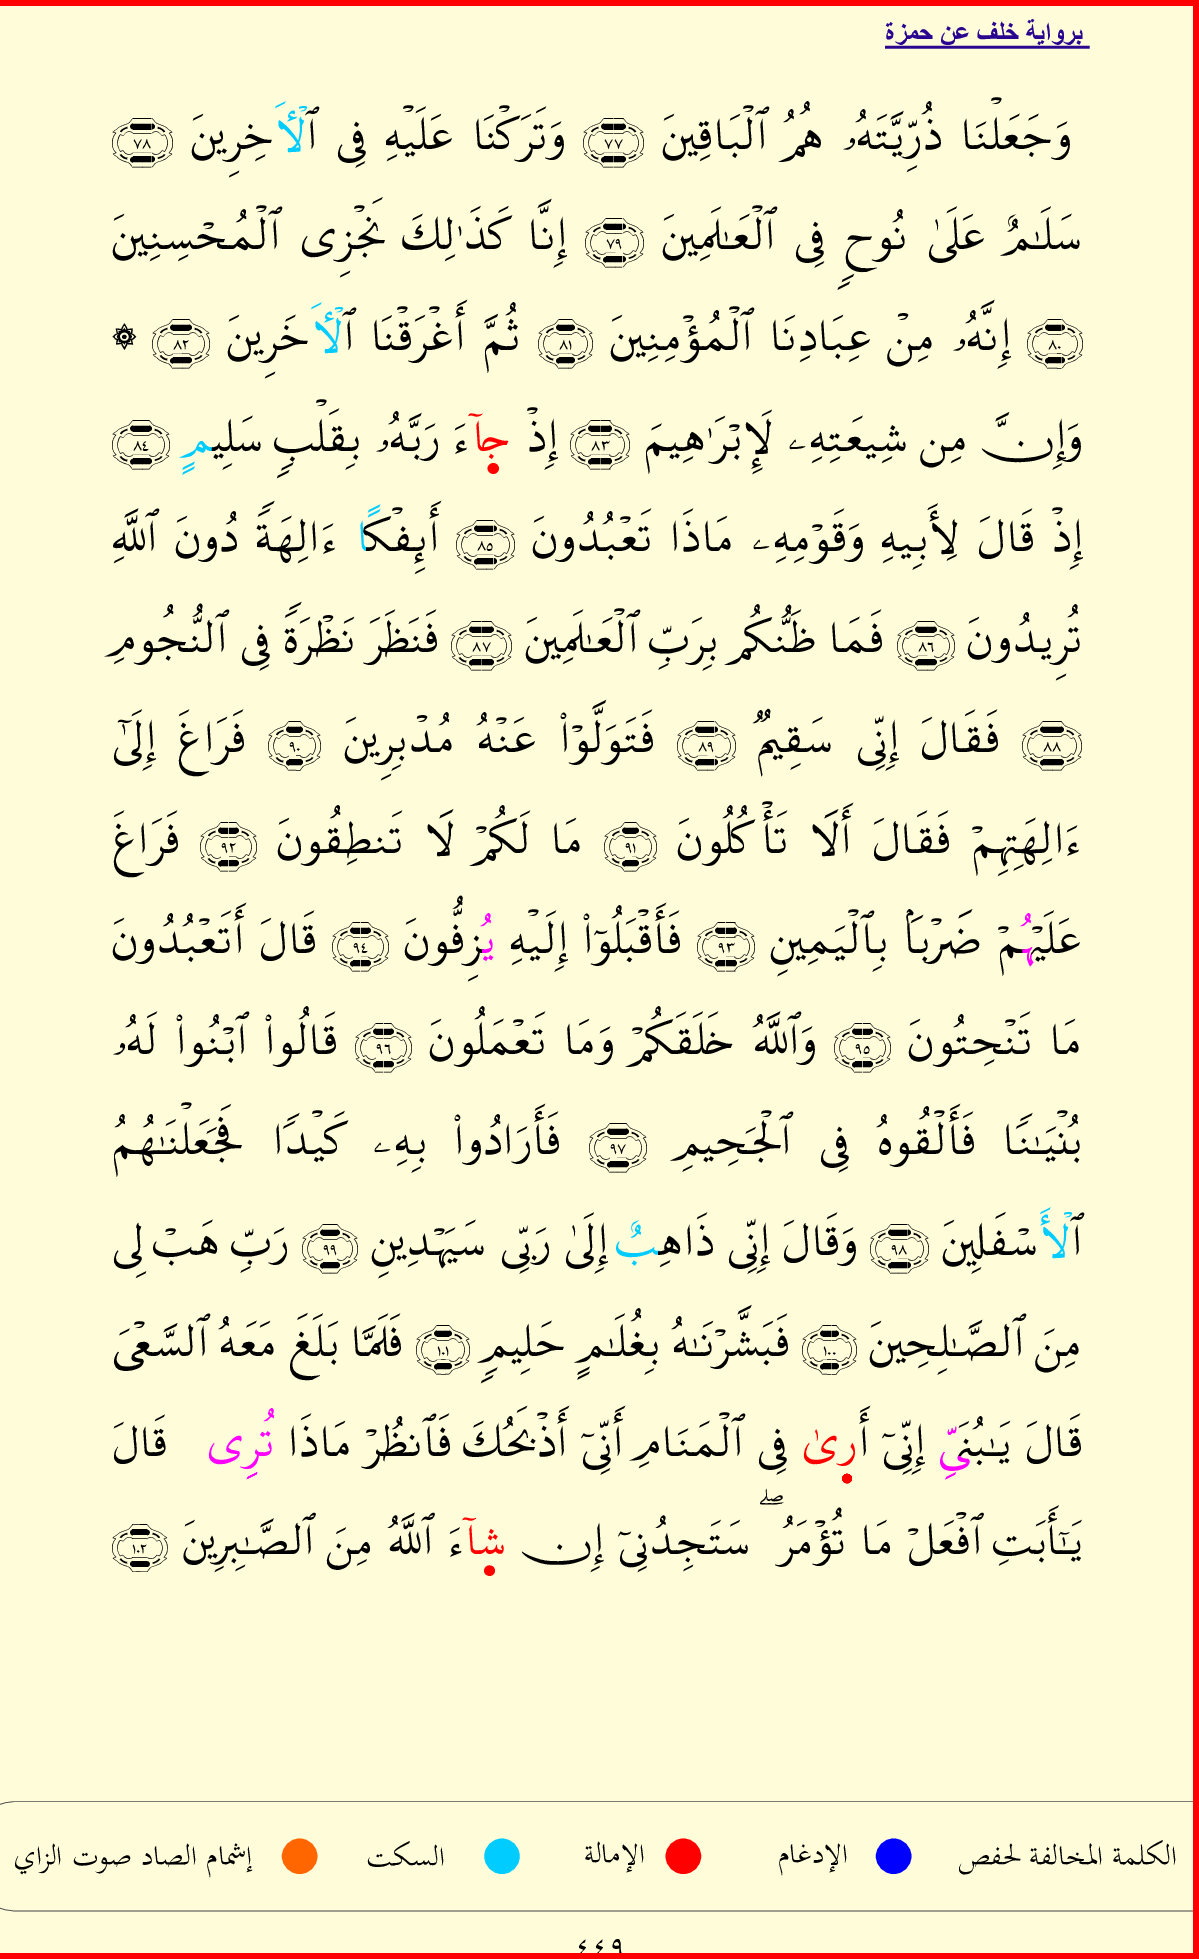 برواية خلف عن حمزة
وَجَعَلْنَا ذُرِّيَّتَهُۥ هُمُ ٱلْبَاقِينَ ٧٧ وَتَرَكْنَا عَلَيْهِ فِى ٱلْأَخِرِينَ ٧٨
سَلَـٰمٌ عَلَىٰ نُوحٍ فِى ٱلْعَـٰلَمِينَ ٧٩ إِنَّا كَذَٰلِكَ نَجْزِى ٱلْمُحْسِنِينَ
٨٠ إِنَّهُۥ مِنْ عِبَادِنَا ٱلْمُؤْمِنِينَ ٨١ ثُمَّ أَغْرَقْنَا ٱلْأَخَرِينَ ٨٢ ۞
وَإِنَّ مِن شِيعَتِهِۦ لَإِبْرَٰهِيمَ ٨٣ إِذْ جَآءَ رَبَّهُۥ بِقَلْبٍ سَلِيمٍ ٨٤
إِذْ قَالَ لِأَبِيهِ وَقَوْمِهِۦ مَاذَا تَعْبُدُونَ ٨٥ أَئِفْكًا ءَالِهَةً دُونَ ٱللَّهِ
تُرِيدُونَ ٨٦ فَمَا ظَنُّكُم بِرَبِّ ٱلْعَـٰلَمِينَ ٨٧ فَنَظَرَ نَظْرَةً فِى ٱلنُّجُومِ
٨٨ فَقَالَ إِنِّى سَقِيمٌ ٨٩ فَتَوَلَّوْا۟ عَنْهُ مُدْبِرِينَ ٩٠ فَرَاغَ إِلَىٰٓ
ءَالِهَتِهِمْ فَقَالَ أَلَا تَأْكُلُونَ ٩١ مَا لَكُمْ لَا تَنطِقُونَ ٩٢ فَرَاغَ
عَلَيْهُمْ ضَرْبًۢا بِٱلْيَمِينِ ٩٣ فَأَقْبَلُوٓا۟ إِلَيْهِ يُزِفُّونَ ٩٤ قَالَ أَتَعْبُدُونَ
مَا تَنْحِتُونَ ٩٥ وَٱللَّهُ خَلَقَكُمْ وَمَا تَعْمَلُونَ ٩٦ قَالُوا۟ ٱبْنُوا۟ لَهُۥ
بُنْيَـٰنًا فَأَلْقُوهُ فِى ٱلْجَحِيمِ ٩٧ فَأَرَادُوا۟ بِهِۦ كَيْدًا فَجَعَلْنَـٰهُمُ
ٱلْأَسْفَلِينَ ٩٨ وَقَالَ إِنِّى ذَاهِبٌ إِلَىٰ رَبِّى سَيَهْدِينِ ٩٩ رَبِّ هَبْ لِى
مِنَ ٱلصَّـٰلِحِينَ ١٠٠ فَبَشَّرْنَـٰهُ بِغُلَـٰمٍ حَلِيمٍ ١٠١ فَلَمَّا بَلَغَ مَعَهُ ٱلسَّعْىَ
قَالَ يَـٰبُنَىِّ إِنِّىٓ أَرىٰ فِى ٱلْمَنَامِ أَنِّىٓ أَذْبَحُكَ فَٱنظُرْ مَاذَا تُرِى قَالَ
يَـٰٓأَبَتِ ٱفْعَلْ مَا تُؤْمَرُ ۖ سَتَجِدُنِىٓ إِن شَآءَ ٱللَّهُ مِنَ ٱلصَّـٰبِرِينَ ١٠٢
الكلمة المخالفة لحفص الإدغام الإمالة السكت إشمام الصاد صوت الزاي
٤٤٩